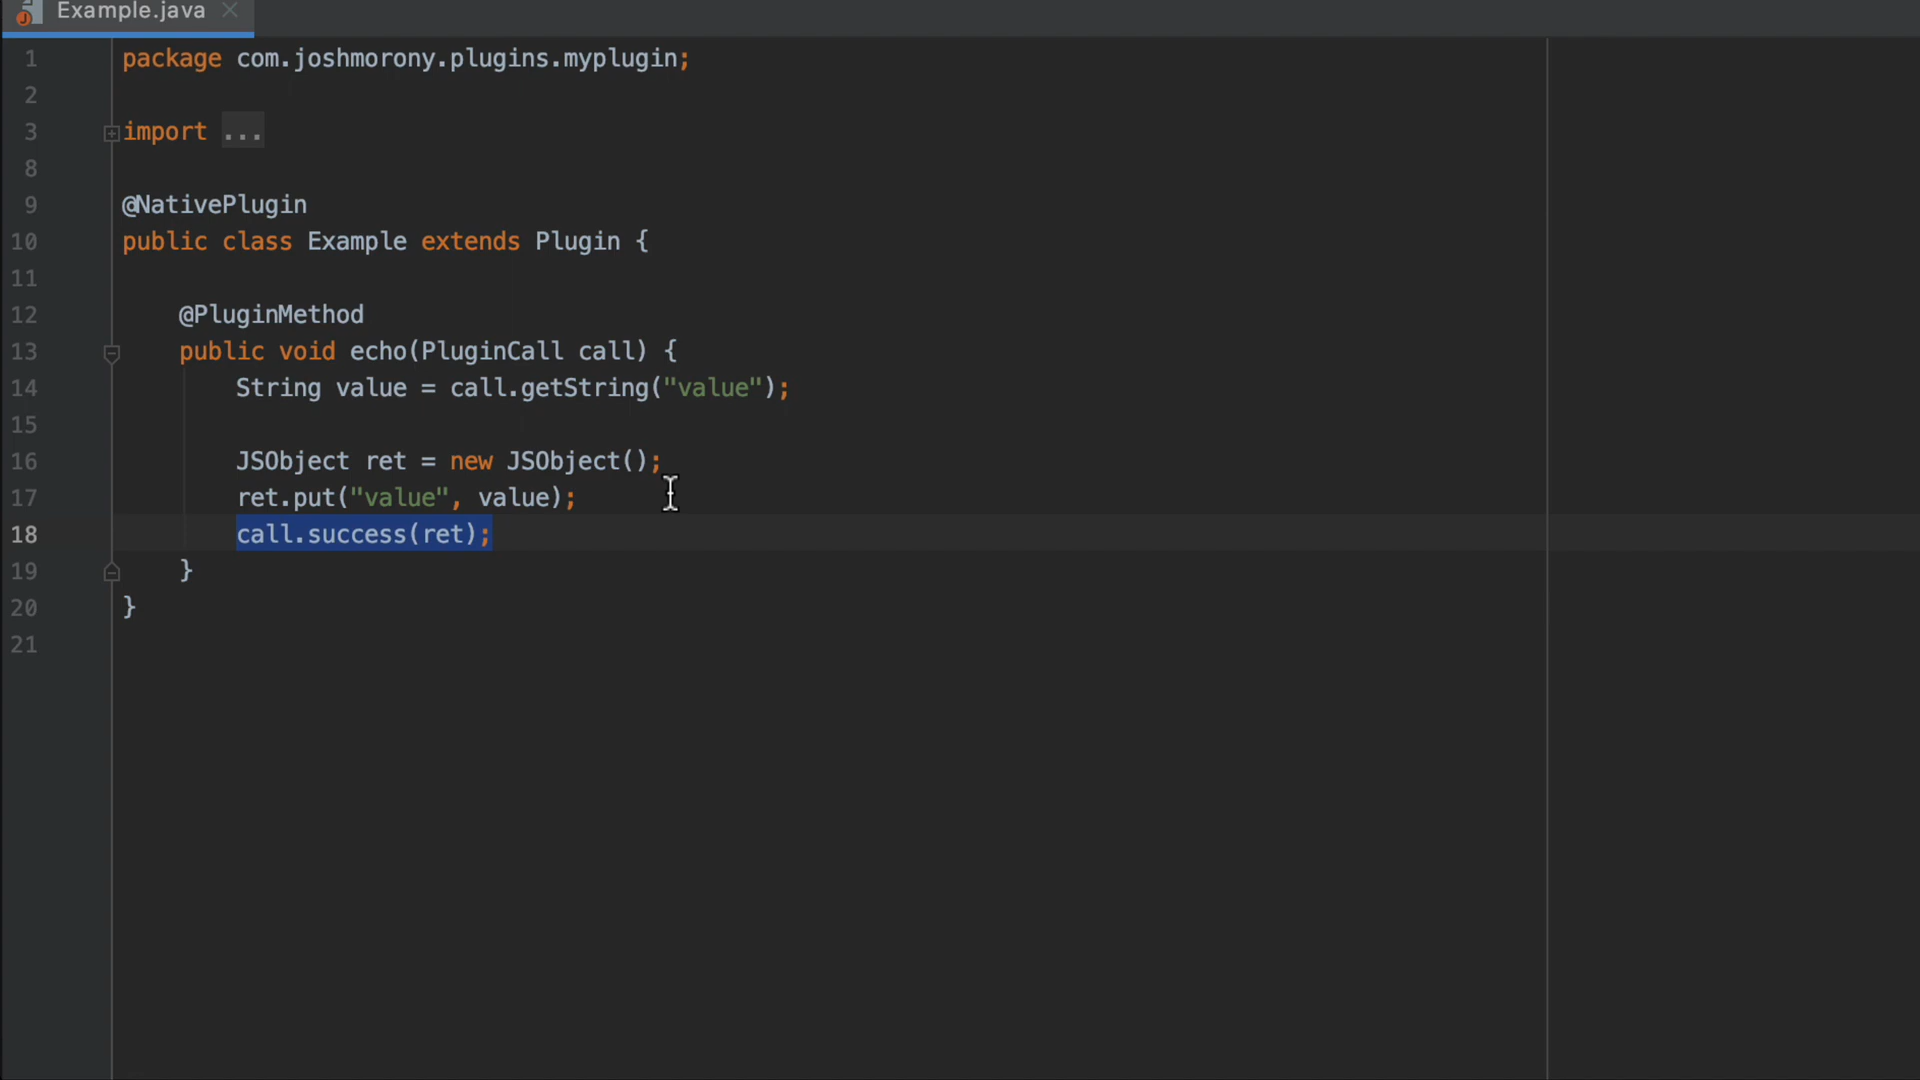 Example.java
1 package com.joshmorony.plugins.myplugin;
2
3 import ...
8
9 @NativePlugin
10 public class Example extends Plugin {
11
12 @PluginMethod
13 public void echo(PluginCall call) {
14 String value = call.getString("value");
15
16 JSObject ret = new JSObject();
17 ret.put("value", value);
18 call.success(ret);
19 }
20 }
21